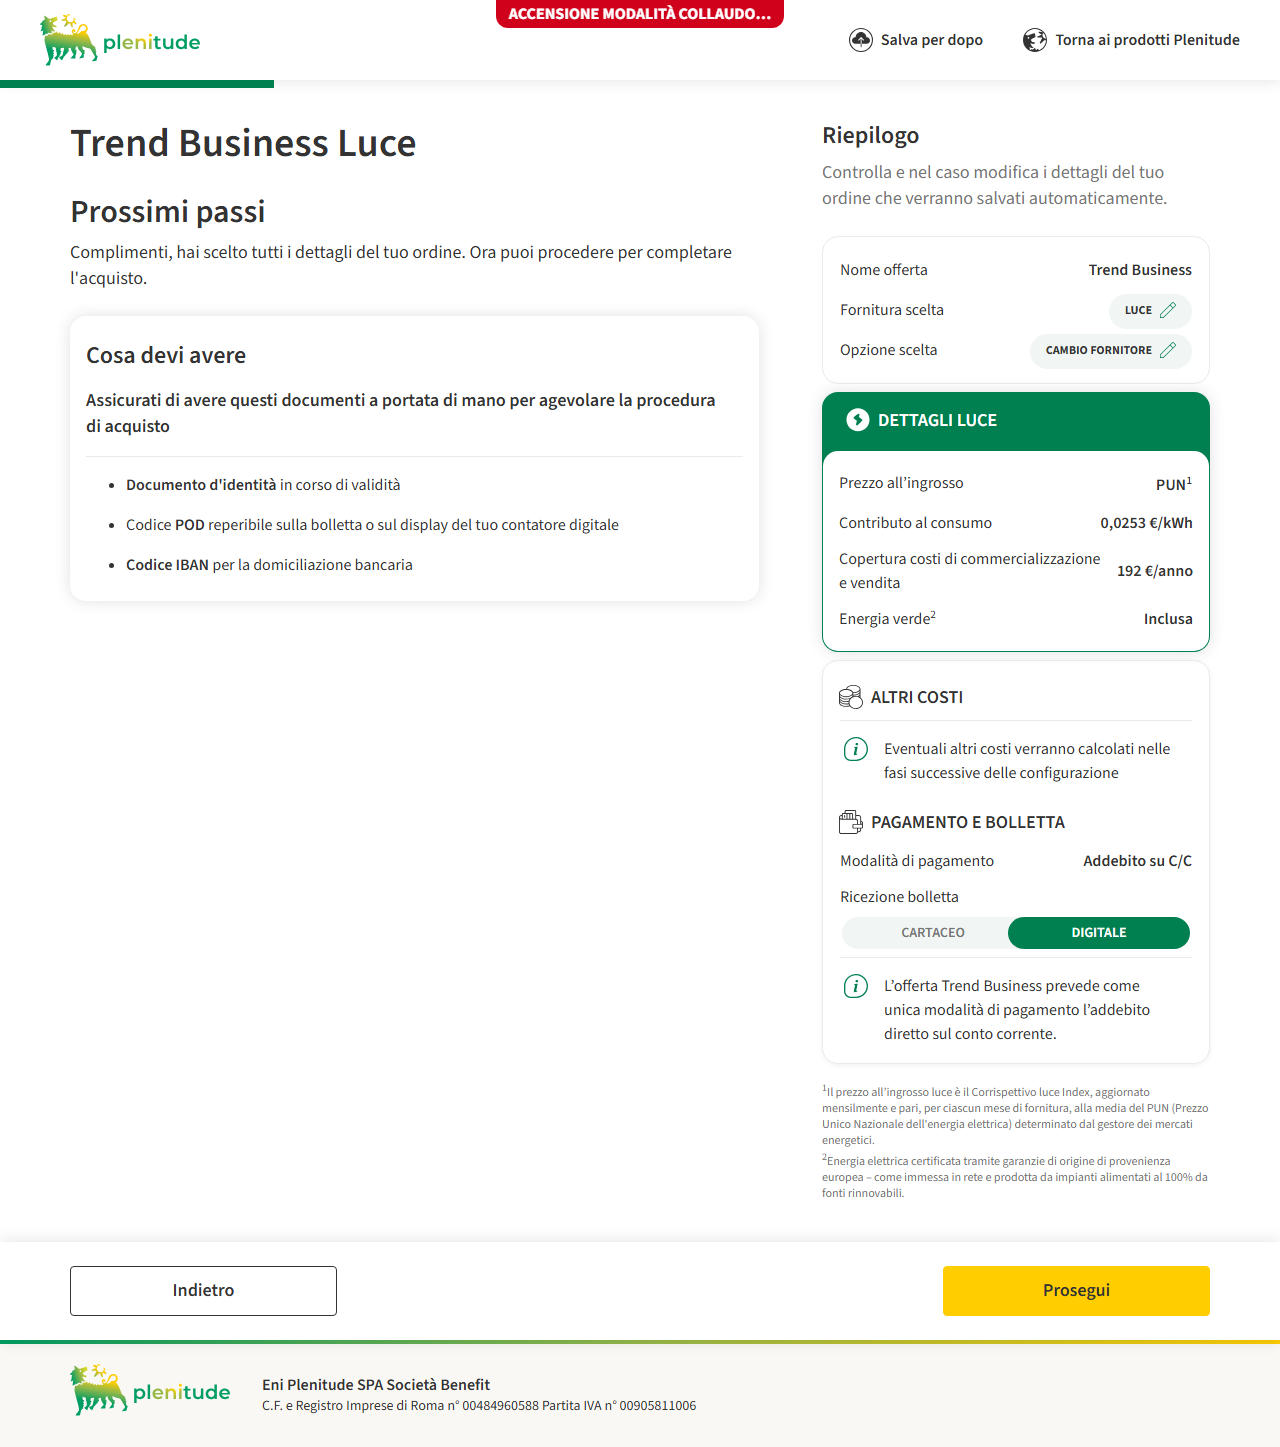 ACCENSIONE MODALITÀ COLLAUDO...
plenitude
Salva per dopo
Torna ai prodotti Plenitude
Trend Business Luce
Prossimi passi
Complimenti, hai scelto tutti i dettagli del tuo ordine. Ora puoi procedere per completare
l'acquisto.
Cosa devi avere
Assicurati di avere questi documenti a portata di mano per agevolare la procedura
di acquisto
• Documento d'identità in corso di validità
• Codice POD reperibile sulla bolletta o sul display del tuo contatore digitale
• Codice IBAN per la domiciliazione bancaria
Riepilogo
Controlla e nel caso modifica i dettagli del tuo
ordine che verranno salvati automaticamente.
Nome offerta Trend Business
Fornitura scelta LUCE
Opzione scelta CAMBIO FORNITORE
DETTAGLI LUCE
Prezzo all’ingrosso PUN¹
Contributo al consumo 0,0253 €/kWh
Copertura costi di commercializzazione
e vendita 192 €/anno
Energia verde² Inclusa
ALTRI COSTI
i Eventuali altri costi verranno calcolati nelle
fasi successive delle configurazione
PAGAMENTO E BOLLETTA
Modalità di pagamento Addebito su C/C
Ricezione bolletta
CARTACEO DIGITALE
i L’offerta Trend Business prevede come
unica modalità di pagamento l’addebito
diretto sul conto corrente.
¹Il prezzo all’ingrosso luce è il Corrispettivo luce Index, aggiornato
mensilmente e pari, per ciascun mese di fornitura, alla media del PUN (Prezzo
Unico Nazionale dell'energia elettrica) determinato dal gestore dei mercati
energetici.
²Energia elettrica certificata tramite garanzie di origine di provenienza
europea – come immessa in rete e prodotta da impianti alimentati al 100% da
fonti rinnovabili.
Indietro
Prosegui
plenitude
Eni Plenitude SPA Società Benefit
C.F. e Registro Imprese di Roma n° 00484960588 Partita IVA n° 00905811006